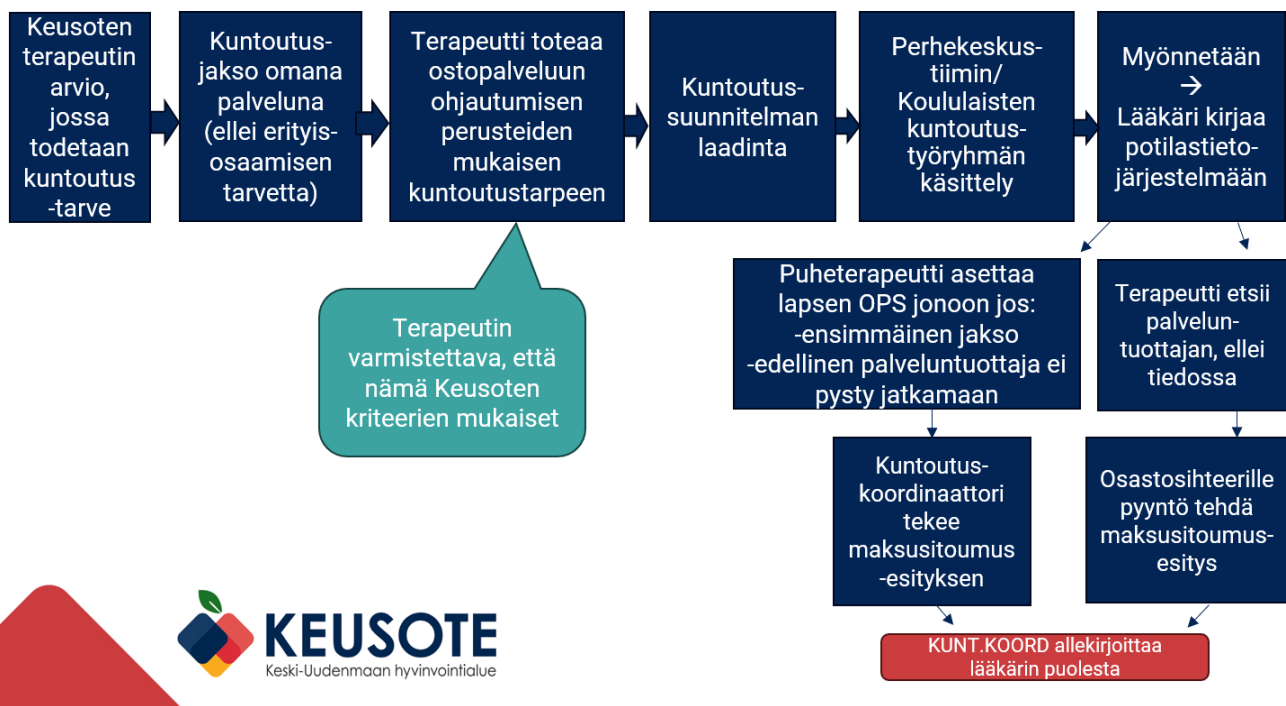 Keusoten
terapeutin
arvio,
jossa
todetaan
kuntoutus
-tarve
Kuntoutus-
jakso omana
palveluna
(ellei erityis-
osaamisen
tarvetta)
Terapeutti toteaa
ostopalveluun
ohjautumisen
perusteiden
mukaisen
kuntoutustarpeen
Kuntoutus-
suunnitelman
laadinta
Perhekeskus-
tiimin/
Koululaisten
kuntoutus-
työryhmän
käsittely
Myönnetään
→
Lääkäri kirjaa
potilastieto-
järjestelmään
Terapeutin
varmistettava, että
nämä Keusoten
kriteerien mukaiset
Puheterapeutti asettaa
lapsen OPS jonoon jos:
-ensimmäinen jakso
-edellinen palveluntuottaja ei
pysty jatkamaan
Terapeutti etsii
palvelun-
tuottajan, ellei
tiedossa
Kuntoutus-
koordinaattori
tekee
maksusitoumus
-esityksen
Osastosihteerille
pyyntö tehdä
maksusitoumus-
esitys
KUNT.KOORD allekirjoittaa
lääkärin puolesta
KEUSOTE
Keski-Uudenmaan hyvinvointialue